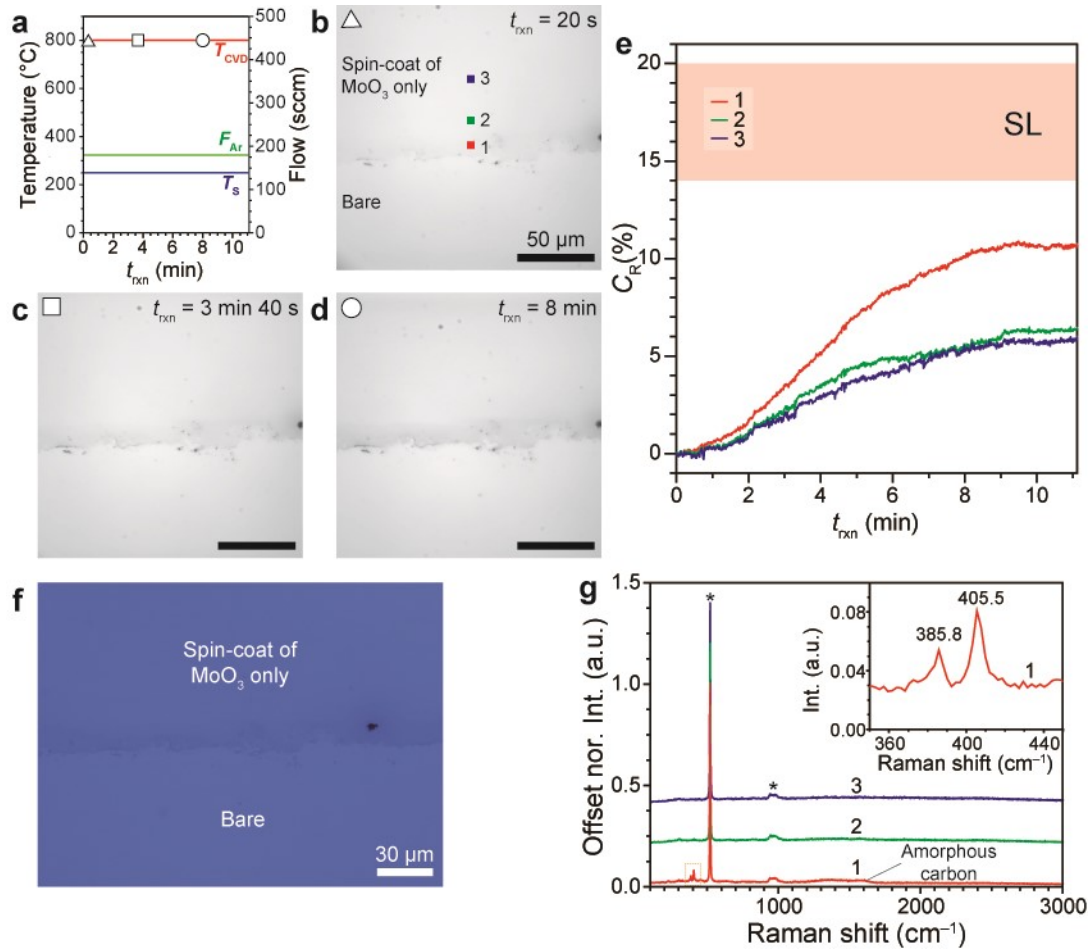 a
Temperature (°C)
800
600
400
200
0
T_CVD
F_Ar
T_S
500
400
300
200
100
0
Flow (sccm)
0 2 4 6 8 10
t_rxn (min)
b
t_rxn = 20 s
Spin-coat of
MoO₃ only
3
2
1
Bare
50 µm
c
t_rxn = 3 min 40 s
d
t_rxn = 8 min
e
C_R(%)
20
15
10
5
0
1
2
3
SL
0 2 4 6 8 10
t_rxn (min)
f
Spin-coat of
MoO₃ only
Bare
30 µm
g
Offset nor. Int. (a.u.)
1.5
1.0
0.5
0.0
*
*
3
2
1
Amorphous
carbon
1000 2000 3000
Raman shift (cm⁻¹)
Int. (a.u.)
0.08
0.04
0.00
385.8
405.5
1
360 400 440
Raman shift (cm⁻¹)